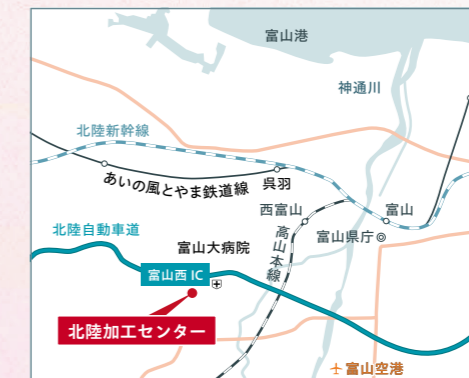 富山港
神通川
北陸新幹線
あいの風とやま鉄道線
呉羽
西富山
富山
北陸自動車道
富山大病院
高山本線
富山県庁
富山西IC
北陸加工センター
富山空港